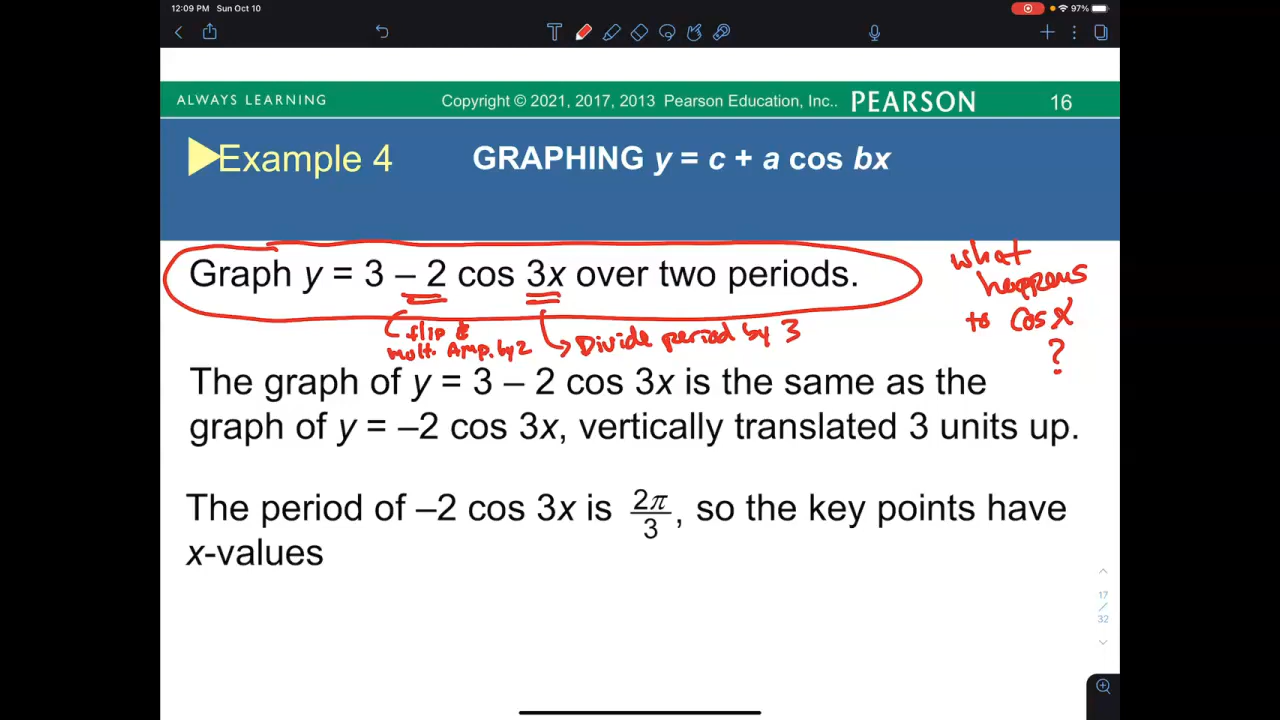 12:09 PM Sun Oct 10
97%
T
ALWAYS LEARNING
Copyright © 2021, 2017, 2013 Pearson Education, Inc..
PEARSON
16
Example 4
GRAPHING y = c + a cos bx
Graph y = 3 – 2 cos 3x over two periods.
what
happens
to cos x
?
flip &
mult. Amp. by 2
Divide period by 3
The graph of y = 3 – 2 cos 3x is the same as the
graph of y = –2 cos 3x, vertically translated 3 units up.
The period of –2 cos 3x is 2π/3, so the key points have
x-values
17
/
32